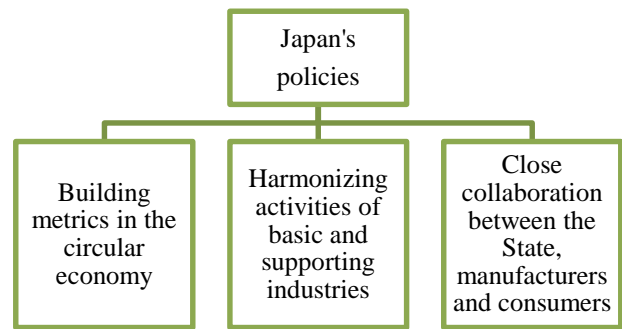 Japan's
policies
Building
metrics in the
circular
economy
Harmonizing
activities of
basic and
supporting
industries
Close
collaboration
between the
State,
manufacturers
and consumers